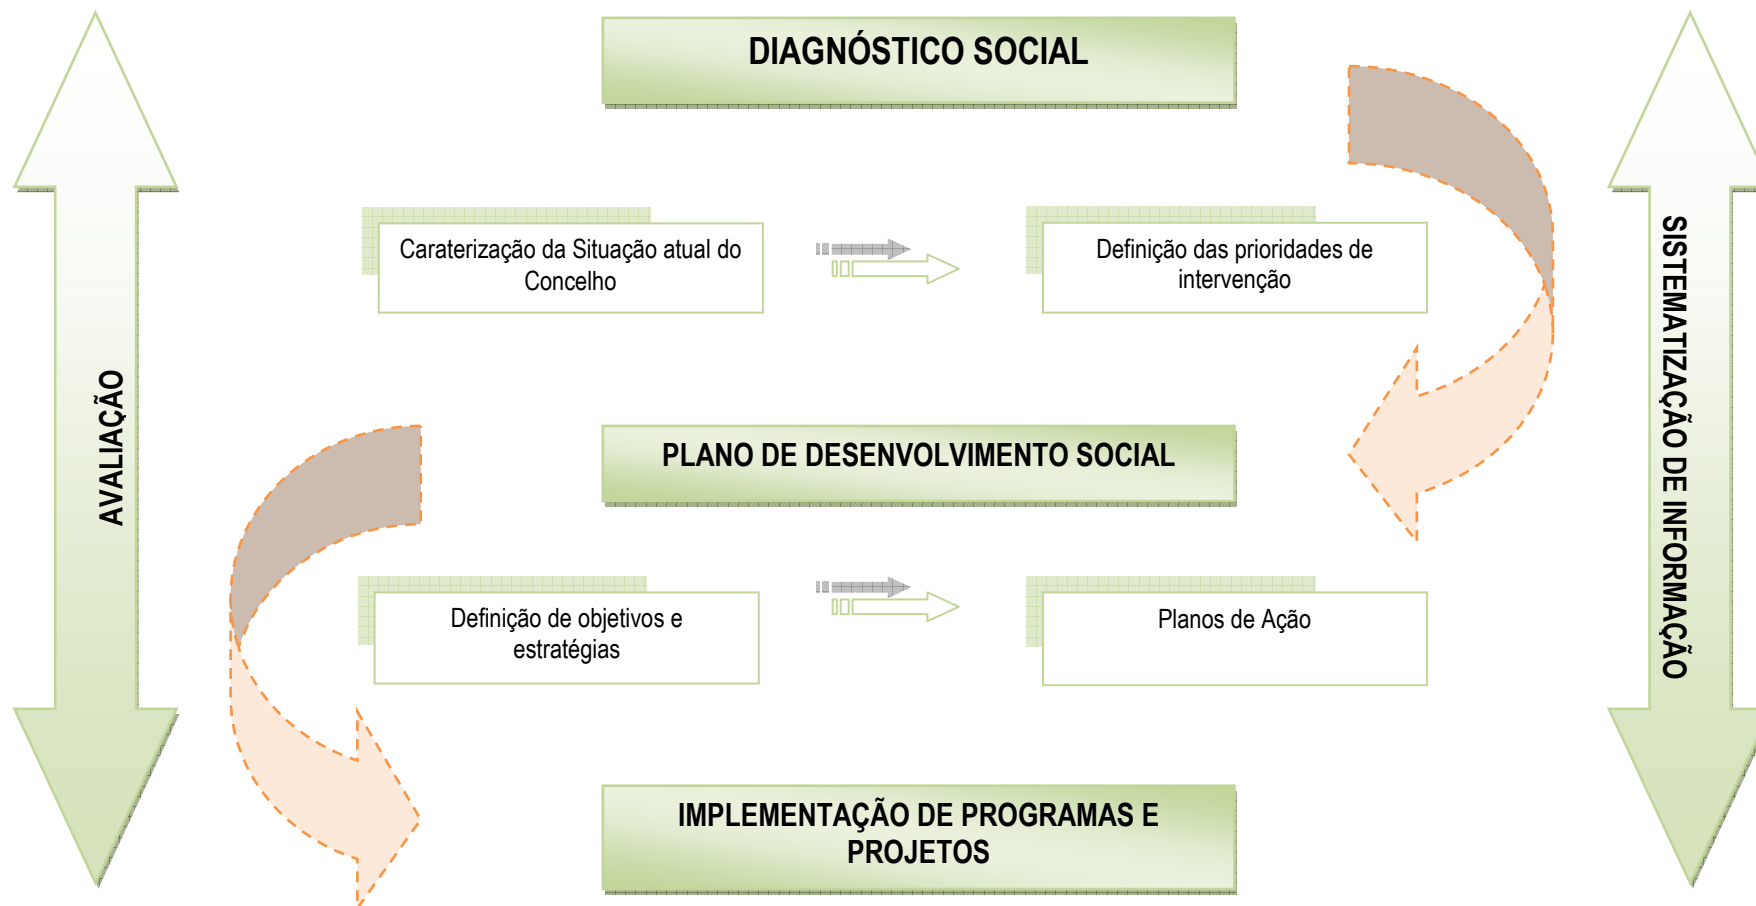 DIAGNÓSTICO SOCIAL
Caraterização da Situação atual do
Concelho
Definição das prioridades de
intervenção
AVALIAÇÃO
SISTEMATIZAÇÃO DE INFORMAÇÃO
PLANO DE DESENVOLVIMENTO SOCIAL
Definição de objetivos e
estratégias
Planos de Ação
IMPLEMENTAÇÃO DE PROGRAMAS E
PROJETOS